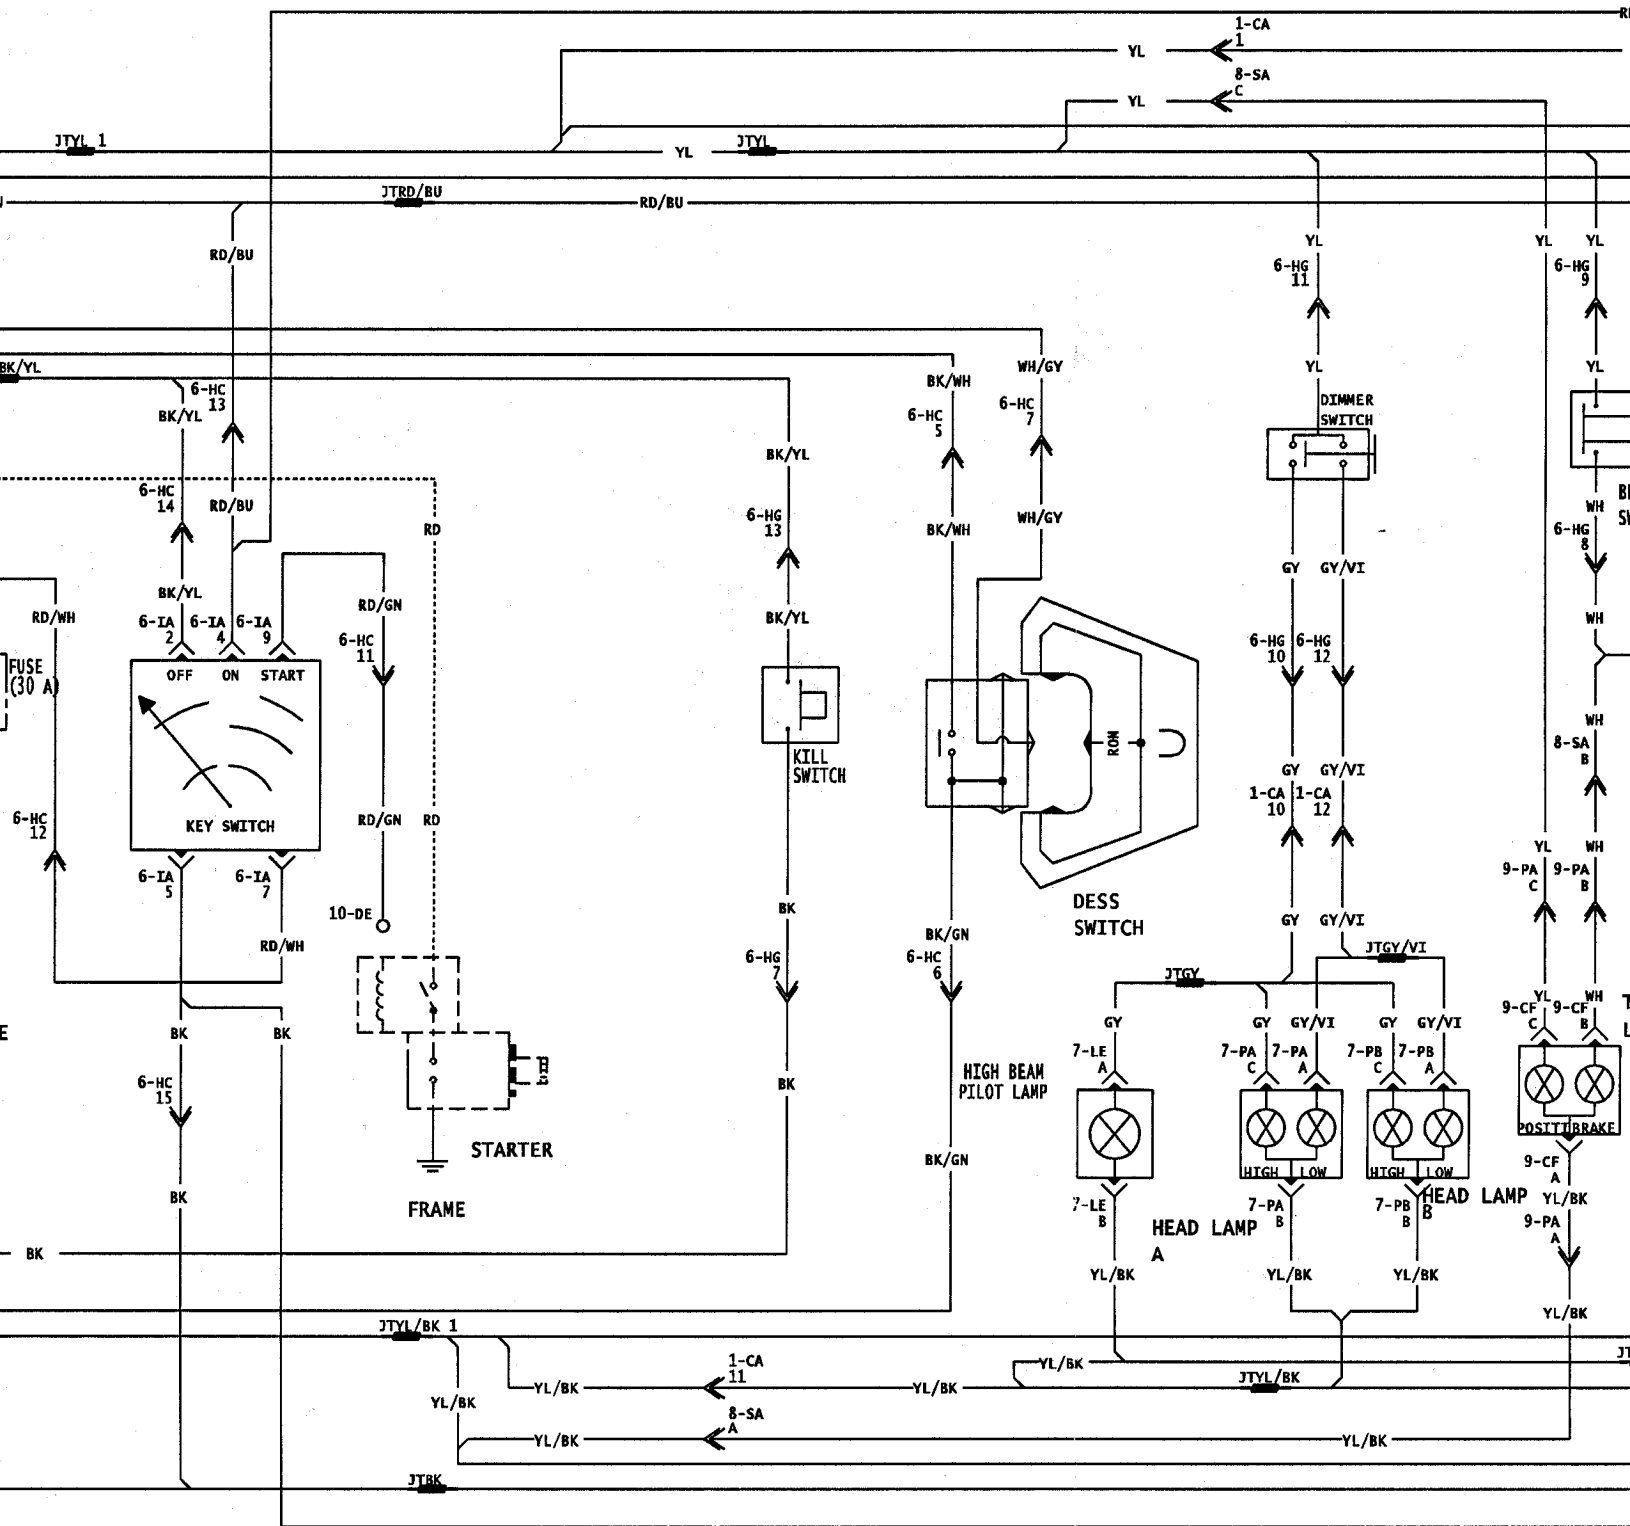 1-CA
1
YL
8-SA
C
YL
JTYL 1
YL
JTYL
JTRD/BU
RD/BU
RD/BU
YL
YL
YL
6-HG
11
6-HG
9
BK/YL
6-HC
13
BK/YL
BK/WH
WH/GY
YL
YL
6-HC
5
6-HC
7
DIMMER
SWITCH
BK/YL
6-HC
14
RD/BU
RD
6-HG
13
BK/WH
WH/GY
WH
6-HG
8
GY
GY/VI
BK/YL
RD/GN
BK/YL
RD/WH
6-IA
2
6-IA
4
6-IA
9
6-HC
11
6-HG
10
6-HG
12
WH
FUSE
(30 A)
OFF
ON
START
KILL
SWITCH
RON
WH
8-SA
B
GY
GY/VI
1-CA
10
1-CA
12
6-HC
12
KEY SWITCH
RD/GN
RD
YL
WH
9-PA
C
9-PA
B
6-IA
5
6-IA
7
10-DE
BK
DESS
SWITCH
GY
GY/VI
RD/WH
BK/GN
6-HG
7
6-HC
6
JTGY/VI
JTGY
YL
WH
9-CF
C
9-CF
B
BK
BK
GY
GY
GY/VI
GY
GY/VI
7-LE
A
7-PA
C
7-PA
A
7-PB
C
7-PB
A
6-HC
15
BK
HIGH BEAM
PILOT LAMP
POSITI
BRAKE
STARTER
BK/GN
HIGH
LOW
HIGH
LOW
9-CF
A
BK
FRAME
7-LE
B
7-PA
B
7-PB
B
HEAD LAMP
B
YL/BK
9-PA
A
HEAD LAMP
A
BK
YL/BK
YL/BK
YL/BK
YL/BK
JTYL/BK 1
1-CA
11
YL/BK
YL/BK
YL/BK
YL/BK
JTYL/BK
8-SA
A
YL/BK
YL/BK
JTBK